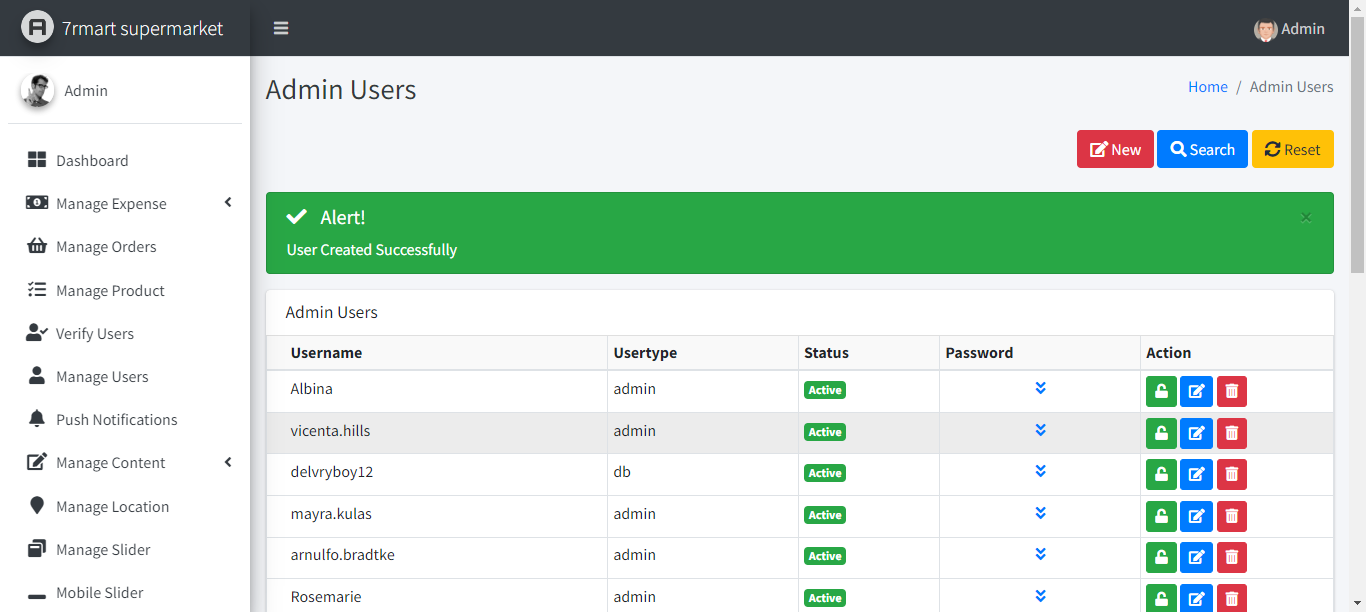 7rmart supermarket
Admin
Admin
Admin Users
Home / Admin Users
New Search Reset
Dashboard
Manage Expense
Manage Orders
Manage Product
Verify Users
Manage Users
Push Notifications
Manage Content
Manage Location
Manage Slider
Mobile Slider
Alert! ×
User Created Successfully
Admin Users
Username Usertype Status Password Action
Albina admin Active
vicenta.hills admin Active
delvryboy12 db Active
mayra.kulas admin Active
arnulfo.bradtke admin Active
Rosemarie admin Active